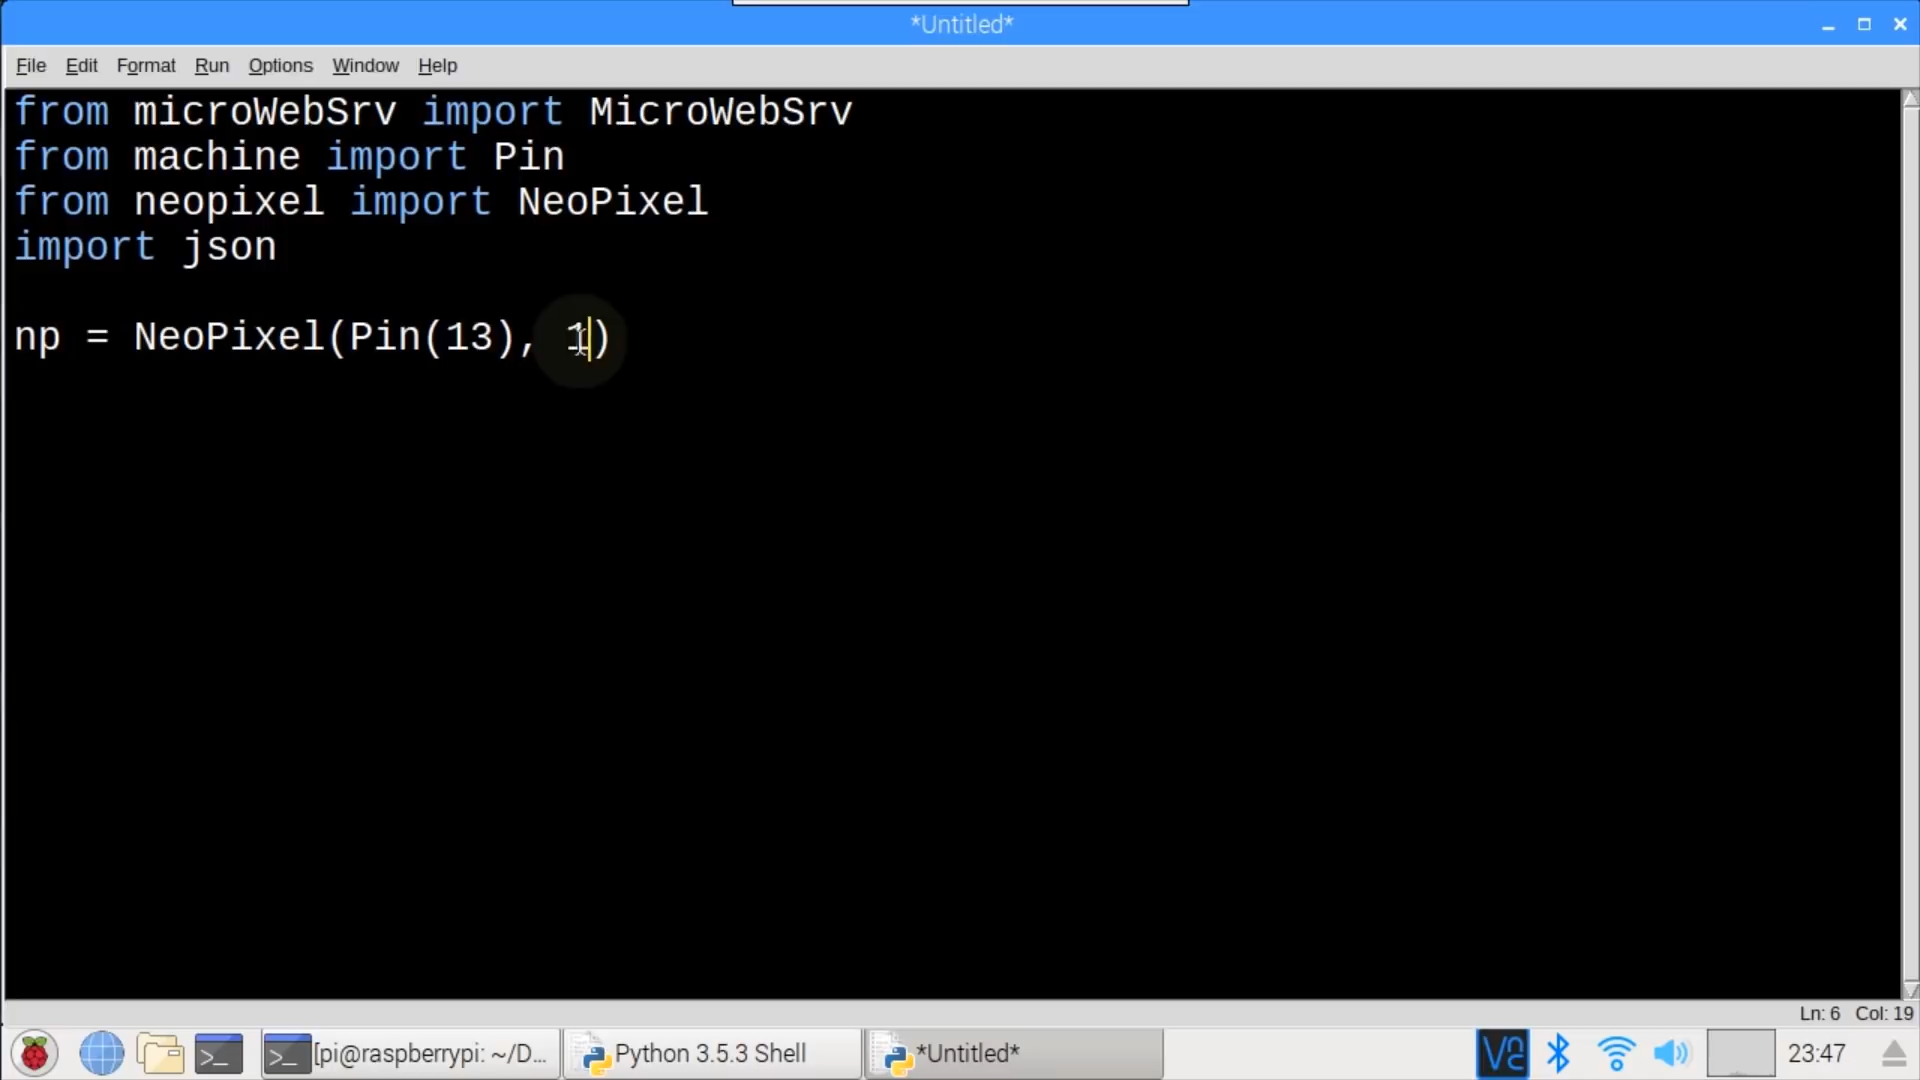 *Untitled*
File Edit Format Run Options Window Help
from microWebSrv import MicroWebSrv
from machine import Pin
from neopixel import NeoPixel
import json
np = NeoPixel(Pin(13), 1)
Ln: 6 Col: 19
[pi@raspberrypi: ~/D... Python 3.5.3 Shell *Untitled* 23:47